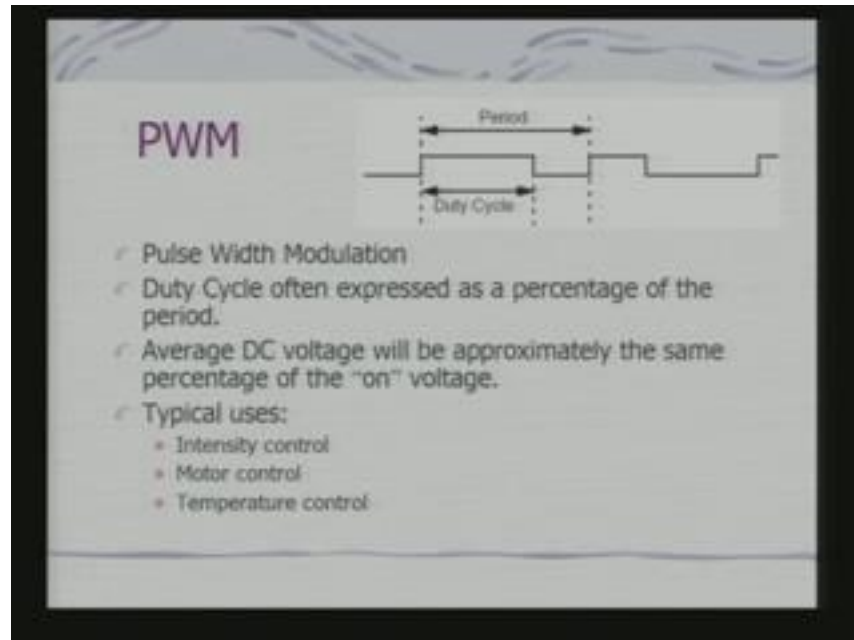 PWM
Period
Duty Cycle
Pulse Width Modulation
Duty Cycle often expressed as a percentage of the
period.
Average DC voltage will be approximately the same
percentage of the "on" voltage.
Typical uses:
Intensity control
Motor control
Temperature control